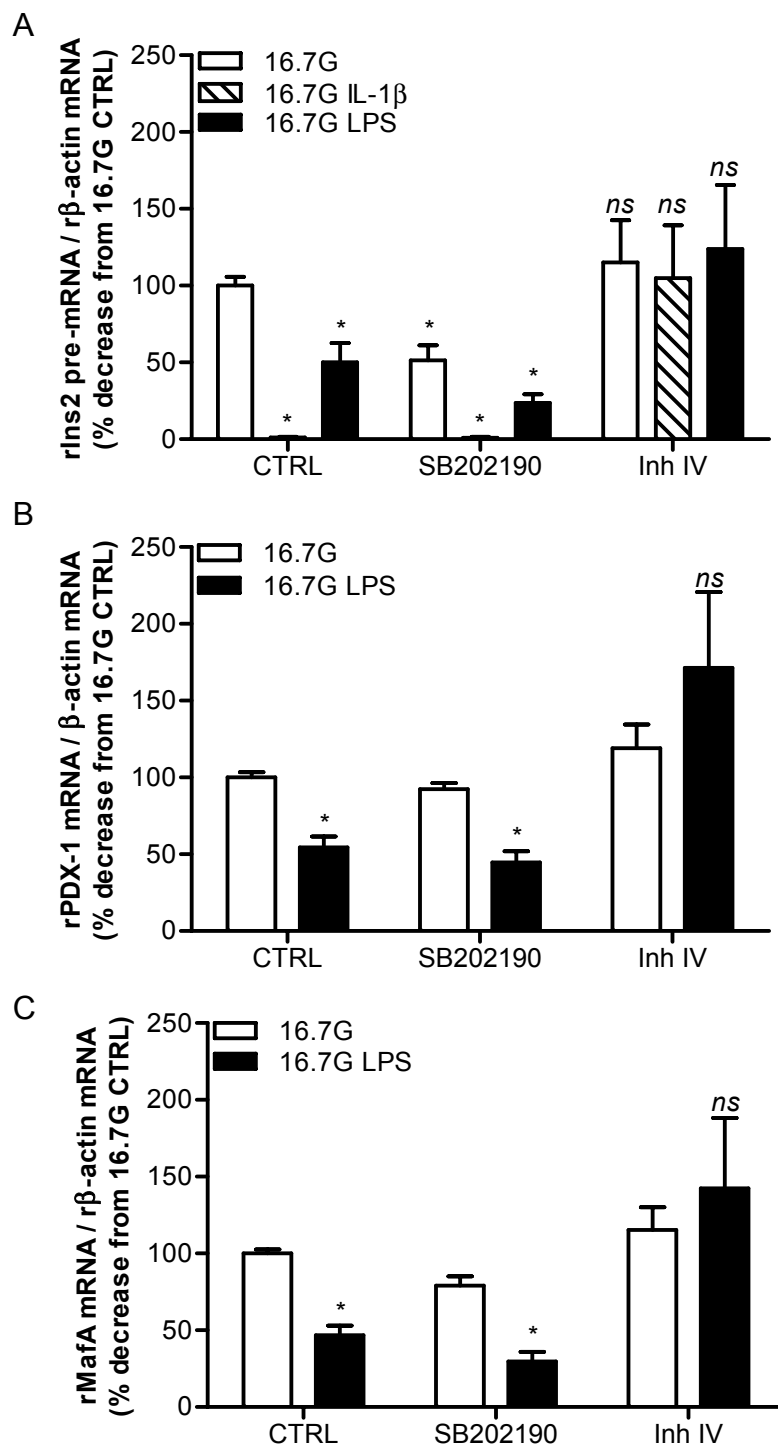 A
rIns2 pre-mRNA / rβ-actin mRNA
(% decrease from 16.7G CTRL)
250
200
150
100
50
0
16.7G
16.7G IL-1β
16.7G LPS
*
*
*
*
*
ns
ns
ns
CTRL
SB202190
Inh IV
B
rPDX-1 mRNA / β-actin mRNA
(% decrease from 16.7G CTRL)
250
200
150
100
50
0
16.7G
16.7G LPS
*
*
ns
CTRL
SB202190
Inh IV
C
rMafA mRNA / rβ-actin mRNA
(% decrease from 16.7G CTRL)
250
200
150
100
50
0
16.7G
16.7G LPS
*
*
ns
CTRL
SB202190
Inh IV